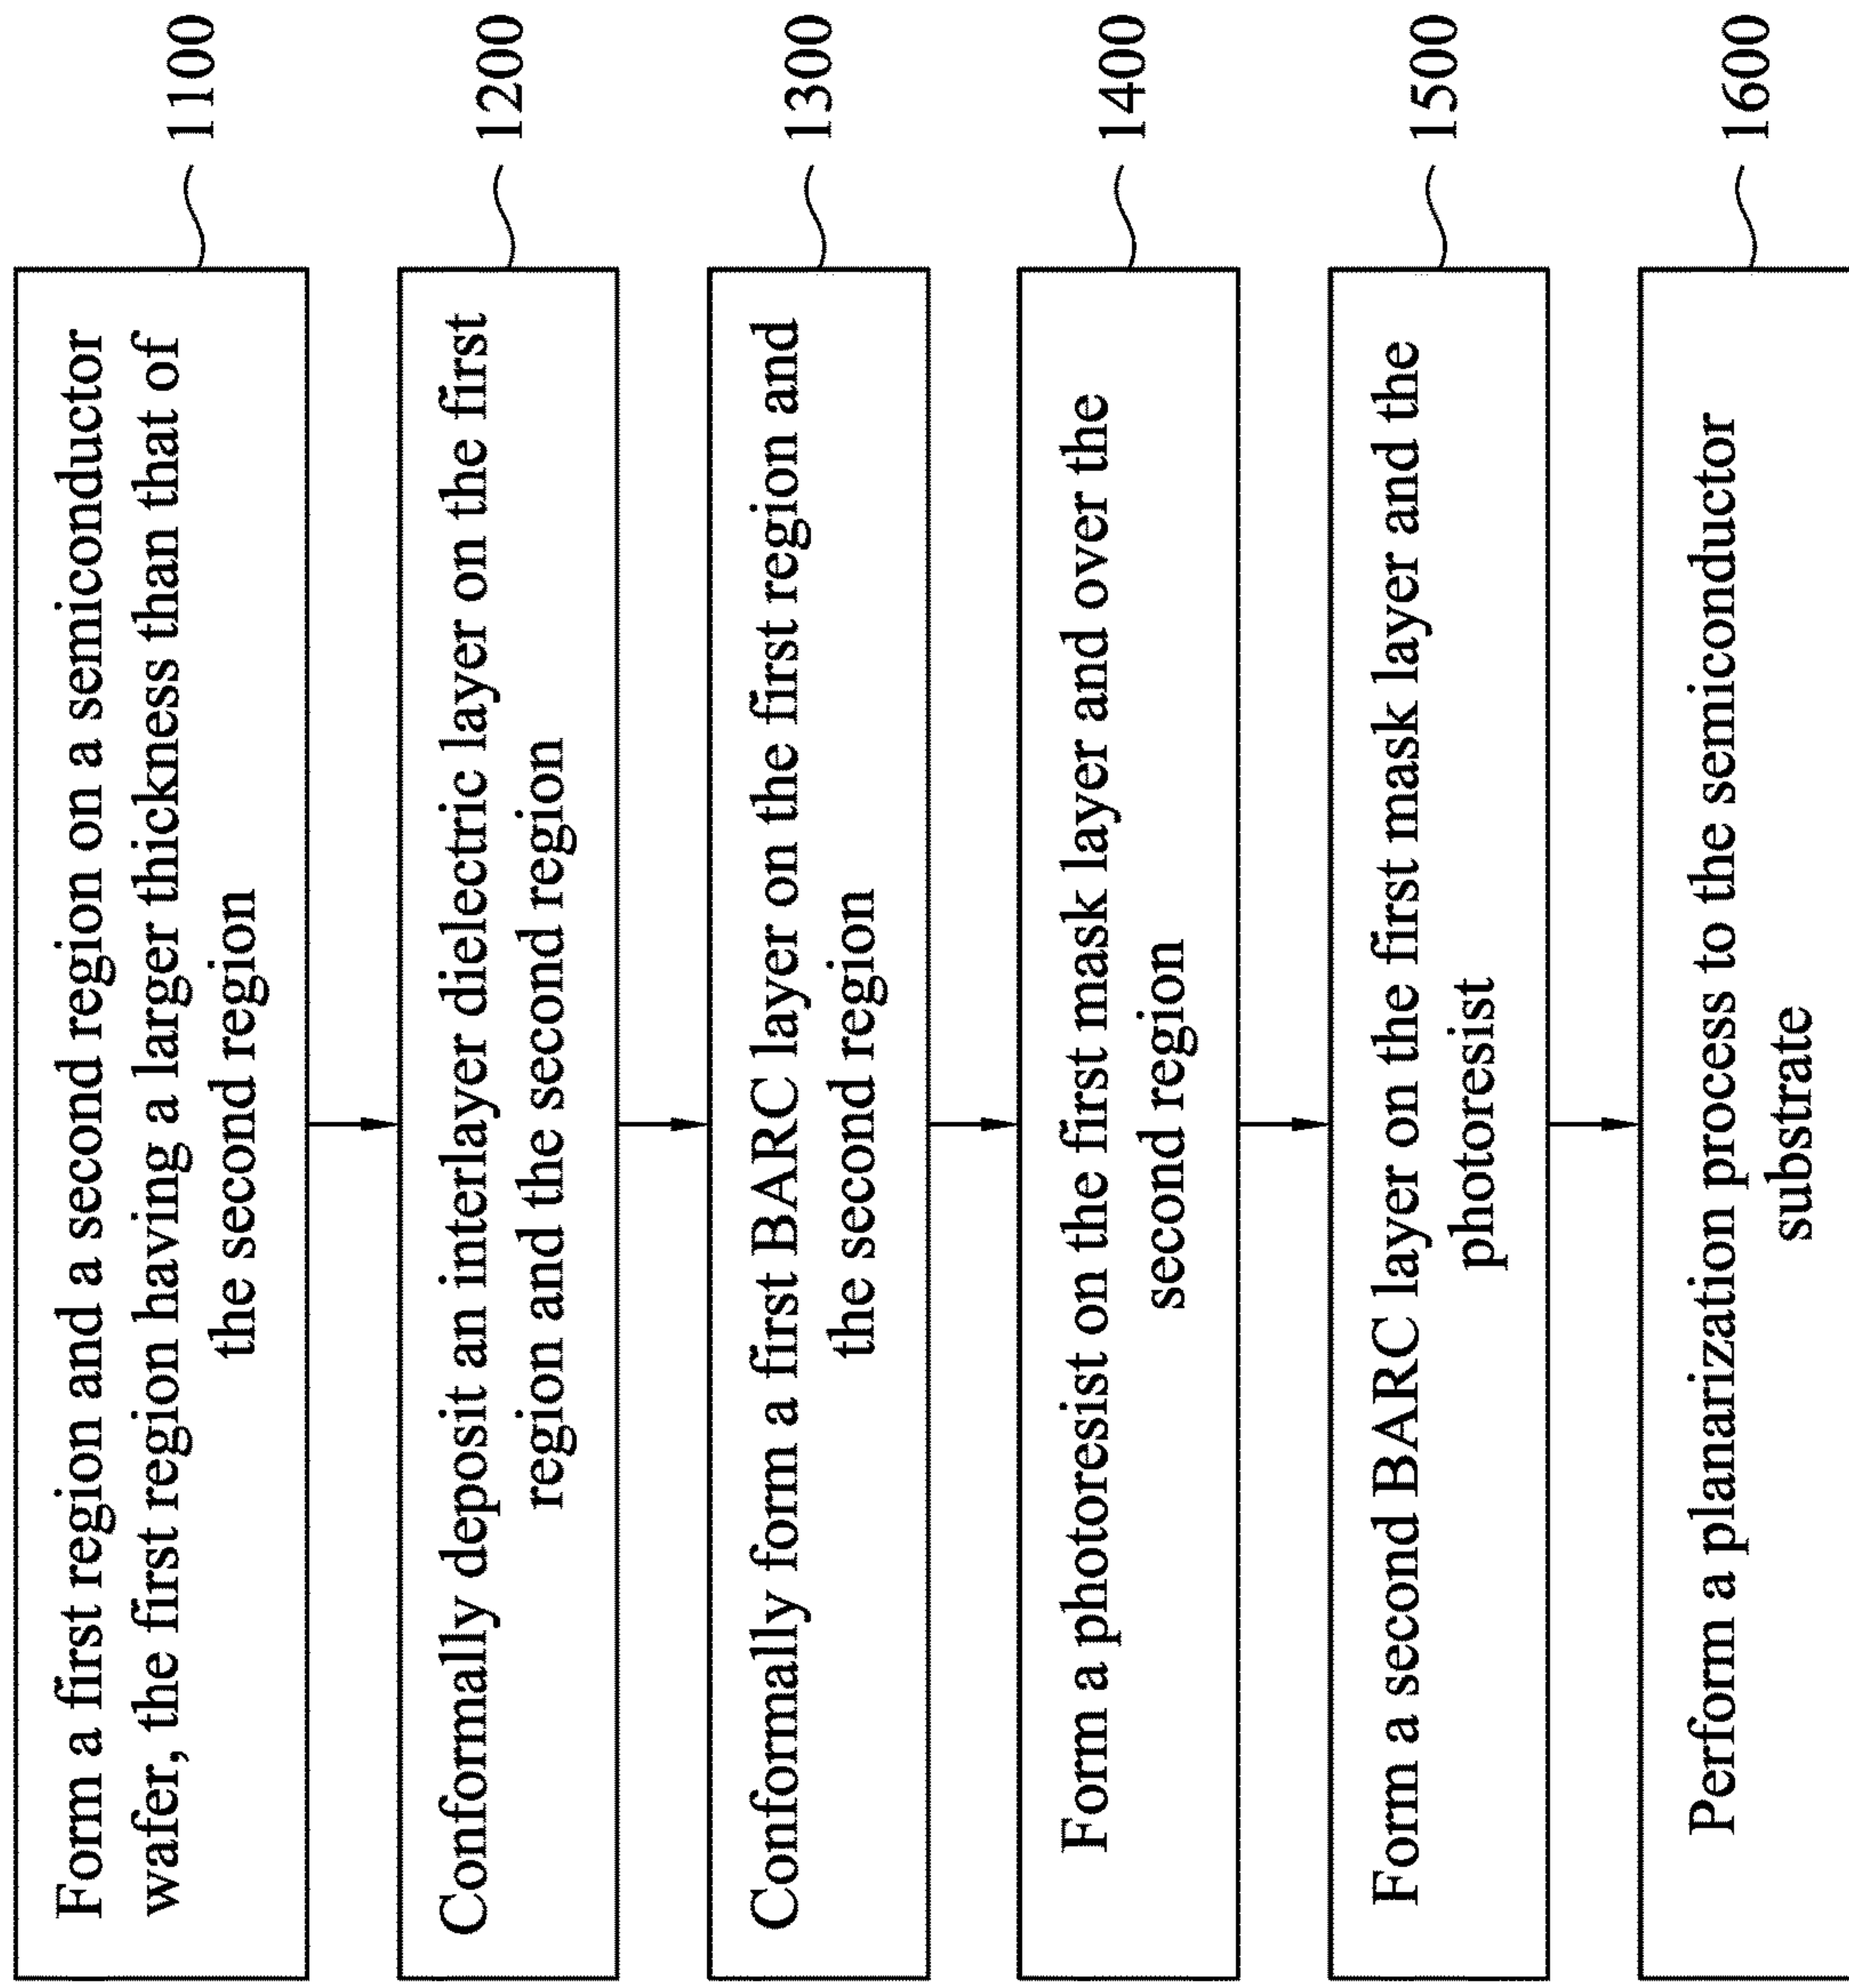 Form a first region and a second region on a semiconductor
wafer, the first region having a larger thickness than that of
the second region
1100
Conformally deposit an interlayer dielectric layer on the first
region and the second region
1200
Conformally form a first BARC layer on the first region and
the second region
1300
Form a photoresist on the first mask layer and over the
second region
1400
Form a second BARC layer on the first mask layer and the
photoresist
1500
Perform a planarization process to the semiconductor
substrate
1600